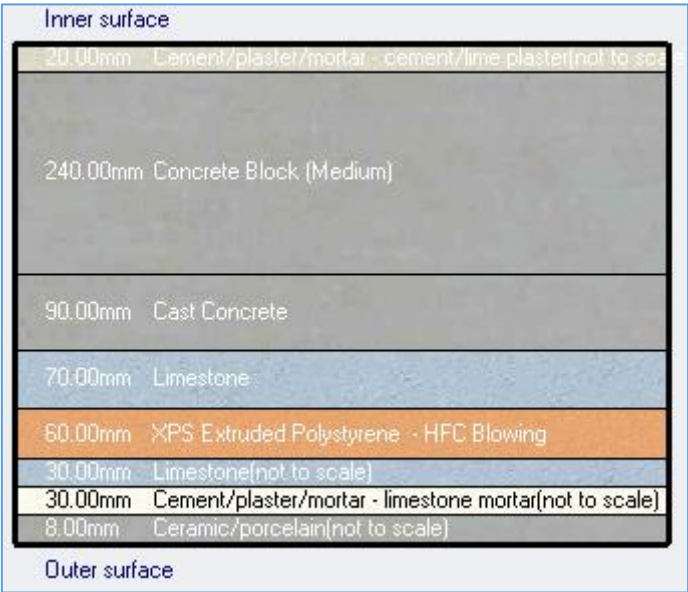 Inner surface
20.00mm Cement/plaster/mortar - cement/lime plaster(not to scale
240.00mm Concrete Block (Medium)
90.00mm Cast Concrete
70.00mm Limestone
60.00mm XPS Extruded Polystyrene - HFC Blowing
30.00mm Limestone(not to scale)
30.00mm Cement/plaster/mortar - limestone mortar(not to scale)
8.00mm Ceramic/porcelain(not to scale)
Outer surface